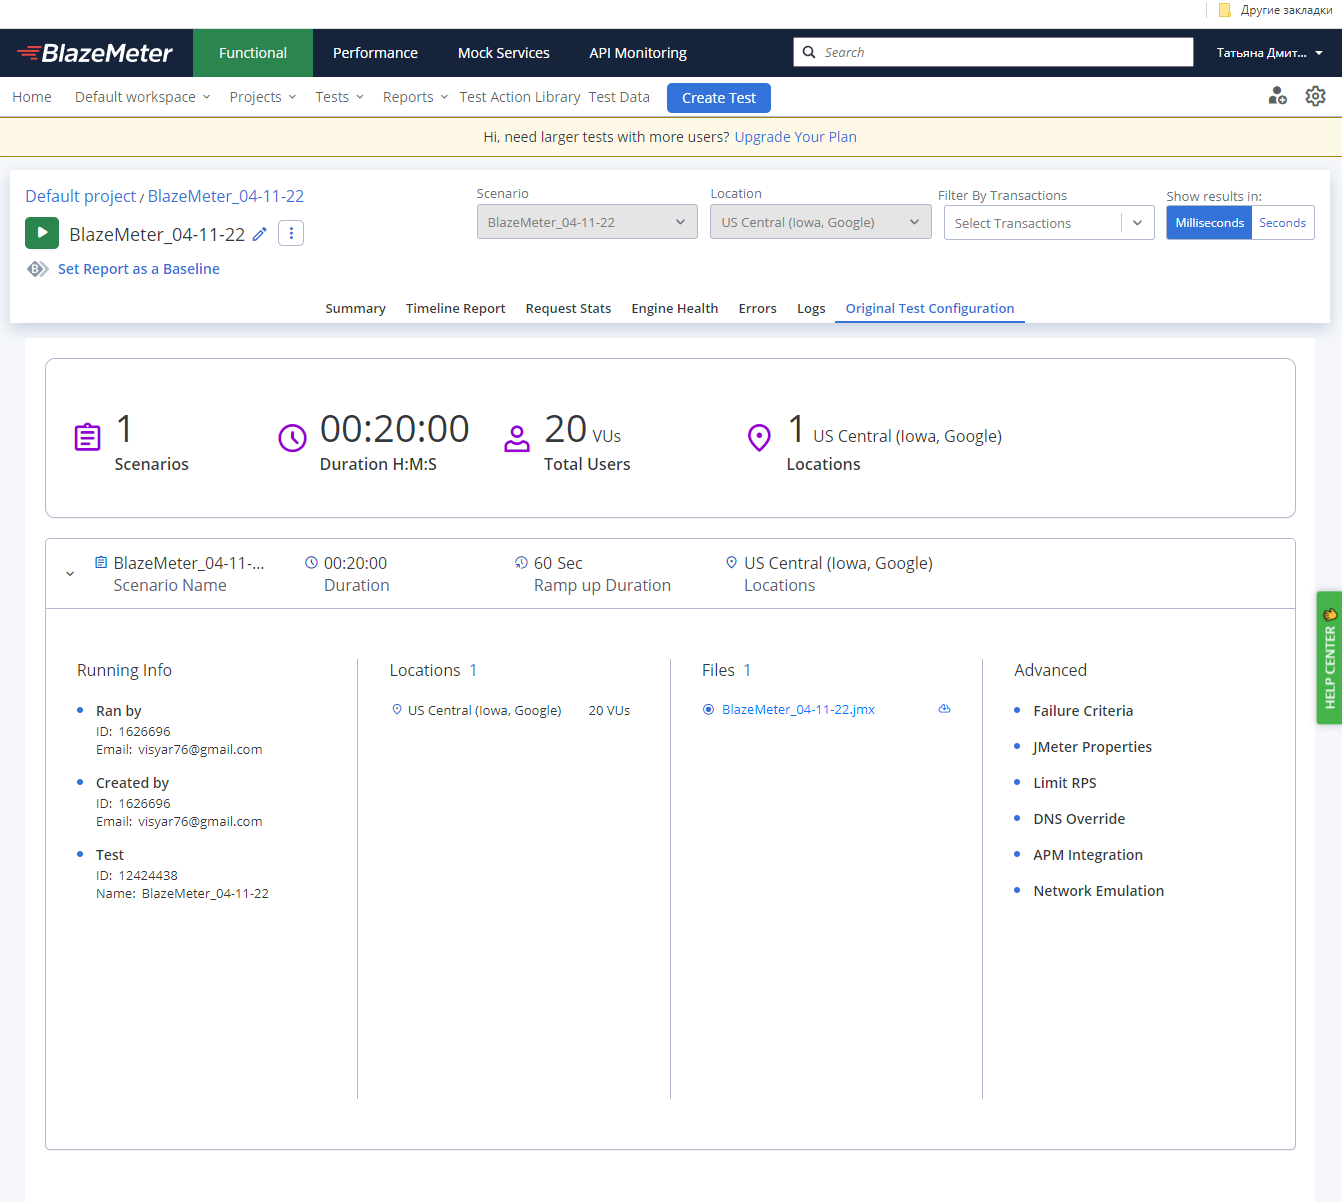 Другие закладки
BlazeMeter Functional Performance Mock Services API Monitoring Search Татьяна Дмит...
Home Default workspace Projects Tests Reports Test Action Library Test Data Create Test
Hi, need larger tests with more users? Upgrade Your Plan
Default project / BlazeMeter_04-11-22
BlazeMeter_04-11-22
Set Report as a Baseline
Scenario
BlazeMeter_04-11-22
Location
US Central (Iowa, Google)
Filter By Transactions
Select Transactions
Show results in:
Milliseconds Seconds
Summary Timeline Report Request Stats Engine Health Errors Logs Original Test Configuration
1
Scenarios
00:20:00
Duration H:M:S
20 VUs
Total Users
1 US Central (Iowa, Google)
Locations
BlazeMeter_04-11-...
Scenario Name
00:20:00
Duration
60 Sec
Ramp up Duration
US Central (Iowa, Google)
Locations
Running Info
Ran by
ID: 1626696
Email: visyar76@gmail.com
Created by
ID: 1626696
Email: visyar76@gmail.com
Test
ID: 12424438
Name: BlazeMeter_04-11-22
Locations 1
US Central (Iowa, Google) 20 VUs
Files 1
BlazeMeter_04-11-22.jmx
Advanced
Failure Criteria
JMeter Properties
Limit RPS
DNS Override
APM Integration
Network Emulation
HELP CENTER